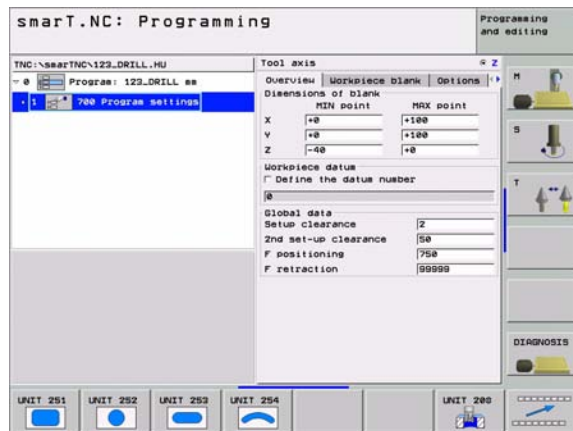 smarT.NC: Programming
Programming and editing
TNC:\smarTNC\123_DRILL.HU
0 Program: 123_DRILL mm
1 700 Program settings
Tool axis Z
Overview Workpiece blank Options
Dimensions of blank
MIN point MAX point
X +0 +100
Y +0 +100
Z -40 +0
Workpiece datum
Define the datum number
0
Global data
Setup clearance 2
2nd set-up clearance 50
F positioning 750
F retraction 99999
M
S
T
DIAGNOSIS
UNIT 251
UNIT 252
UNIT 253
UNIT 254
UNIT 208